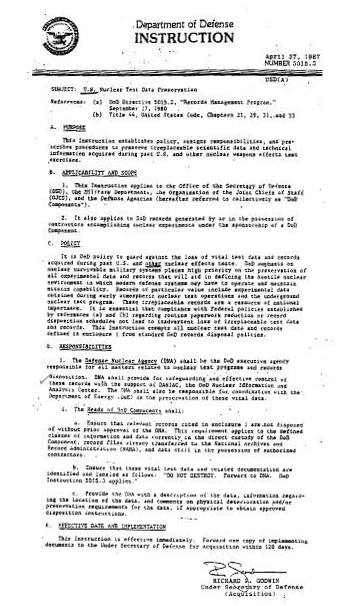 Department of Defense
INSTRUCTION
April 27, 1987
NUMBER 5015.3
USD(A)
SUBJECT: U.S. Nuclear Test Data Preservation
References: (a) DoD Directive 5015.2, "Records Management Program,"
September 17, 1980
(b) Title 44, United States Code, Chapters 21, 29, 31, and 33
A. PURPOSE
This Instruction establishes policy, assigns responsibilities, and pre-
scribes procedures to preserve irreplaceable scientific data and technical
information acquired during past U.S. and other nuclear weapons effects test
exercises.
B. APPLICABILITY AND SCOPE
1. This Instruction applies to the Office of the Secretary of Defense
(OSD), the Military Departments, the Organization of the Joint Chiefs of Staff
(OJCS), and the Defense Agencies (hereafter referred to collectively as "DoD
Components").
2. It also applies to DoD records generated by or in the possession of
contractors accomplishing nuclear experiments under the sponsorship of a DoD
Component.
C. POLICY
It is DoD policy to guard against the loss of vital test data and records
acquired during past U.S. and other nuclear effects tests. DoD emphasis on
nuclear survivable military systems places high priority on the preservation of
all experimental data and records that will aid in defining the hostile nuclear
environment in which modern defense systems may have to operate and maintain
mission capability. Records of particular value include experimental data
obtained during early atmospheric nuclear test operations and the underground
nuclear test program. These irreplaceable records are a resource of national
importance. It is essential that compliance with Federal policies established
by references (a) and (b) regarding routine paperwork reduction or record
disposition schedules not lead to inadvertent loss of irreplaceable test data
and records. This Instruction exempts all nuclear test data and records
defined in enclosure 1 from standard DoD records disposal policies.
D. RESPONSIBILITIES
1. The Defense Nuclear Agency (DNA) shall be the DoD executive agency
responsible for all matters related to nuclear test programs and records
disposition. DNA shall provide for safeguarding and effective control of
these records with the support of DASIAC, the DoD Nuclear Information and
Analysis Center. The DNA shall also be responsible for coordination with the
Department of Energy (DoE) on the preservation of these vital data.
2. The Heads of DoD Components shall:
a. Ensure that relevant records cited in enclosure 1 are not disposed
of without prior approval of the DNA. This requirement applies to the defined
classes of information and data currently in the direct custody of the DoD
Component, record files already transferred to the National Archives and
Record Administration (NARA), and data still in the possession of authorized
contractors.
b. Ensure that these vital test data and related documentation are
identified and labeled as follows: "DO NOT DESTROY. Forward to DNA. DoD
Instruction 5015.3 applies."
c. Provide the DNA with a description of the data, information regard-
ing the location of the data, and comments on physical deterioration and/or
preservation requirements for the data, if appropriate to obtain approved
disposition instructions.
E. EFFECTIVE DATE AND IMPLEMENTATION
This Instruction is effective immediately. Forward one copy of implementing
documents to the Under Secretary of Defense for Acquisition within 120 days.
RICHARD P. GODWIN
Under Secretary of Defense
(Acquisition)